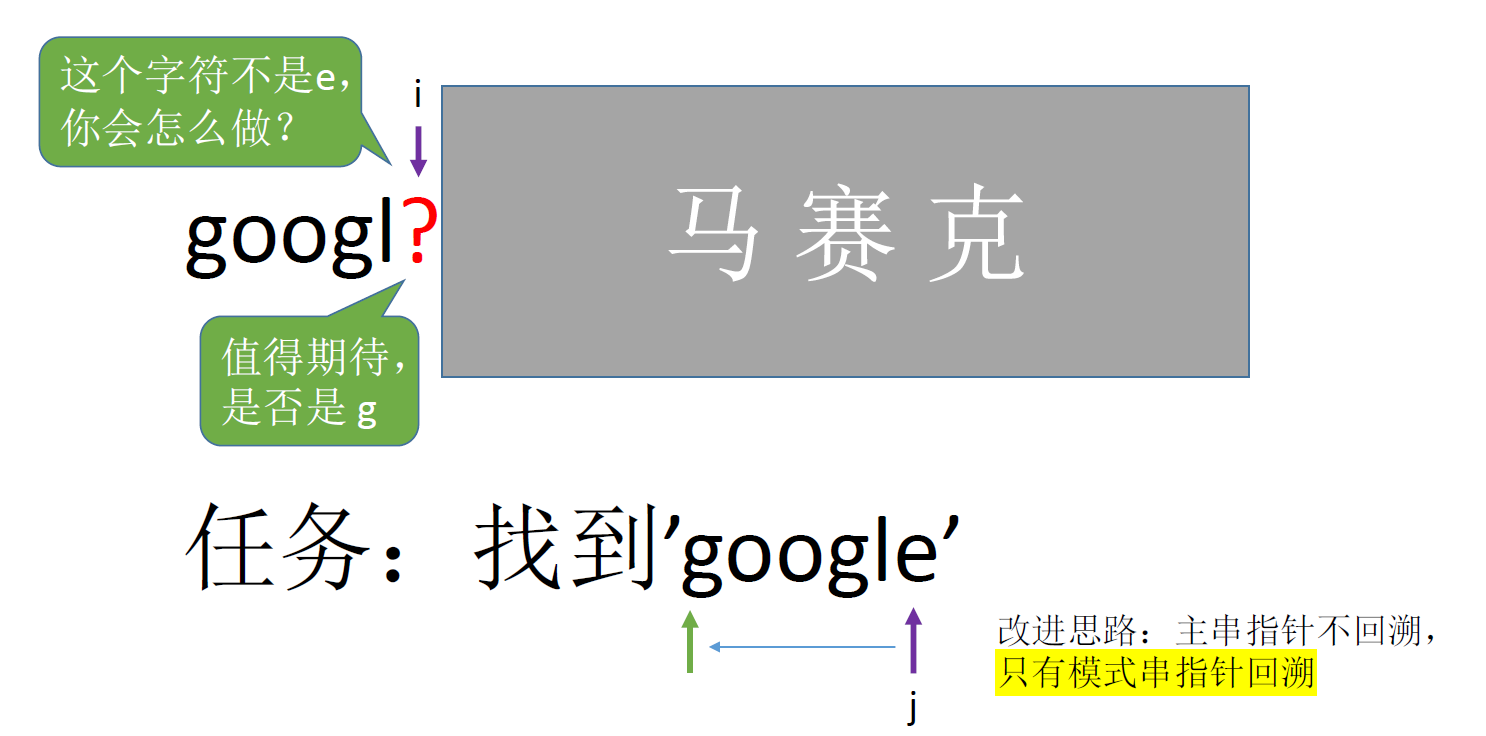 这个字符不是e，
你会怎么做？
i
googl?
马赛克
值得期待，
是否是 g
任务：找到’google’
j
改进思路：主串指针不回溯，
只有模式串指针回溯